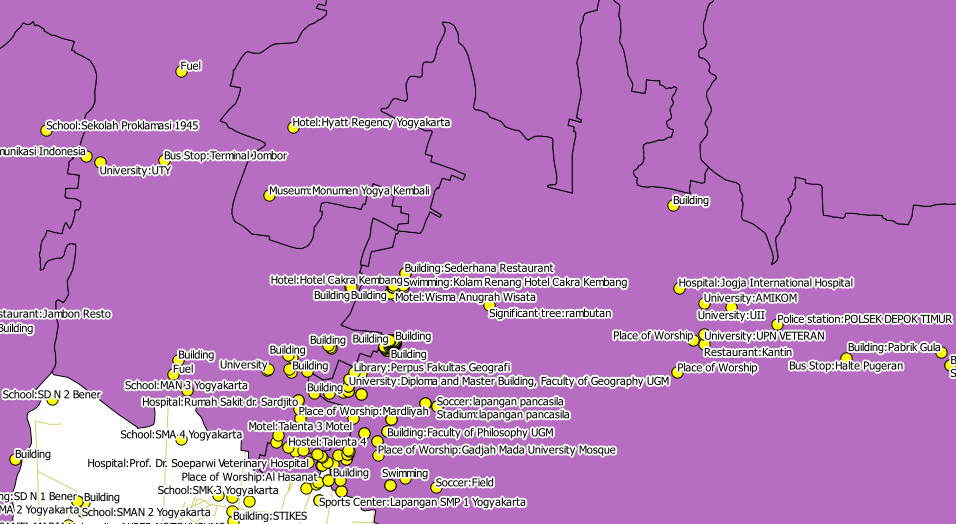 Fuel
School:Sekolah Proklamasi 1945
Hotel:Hyatt Regency Yogyakarta
munikasi Indonesia
Bus Stop:Terminal Jombor
University:UTY
Museum:Monumen Yogya Kembali
Building
Building:Sederhana Restaurant
Hotel:Hotel Cakra Kembang
Swimming:Kolam Renang Hotel Cakra Kembang
Hospital:Jogja International Hospital
Building
Building
Motel:Wisma Anugrah Wisata
University:AMIKOM
Significant tree:rambutan
University:UII
staurant:Jambon Resto
Police station:POLSEK DEPOK TIMUR
Building
Building
Building
Building
Place of Worship
University:UPN VETERAN
Building:Pabrik Gula
Building
Building
Building
Restaurant:Kantin
Fuel
University
Building
Library:Perpus Fakultas Geografi
Place of Worship
Bus Stop:Halte Pugeran
S
School:MAN 3 Yogyakarta
Building
University:Diploma and Master Building, Faculty of Geography UGM
School:SD N 2 Bener
Hospital:Rumah Sakit dr. Sardjito
Soccer:lapangan pancasila
Place of Worship:Mardliyah
Stadium:lapangan pancasila
Motel:Talenta 3 Motel
School:SMA 4 Yogyakarta
Building:Faculty of Philosophy UGM
Hostel:Talenta 4
Place of Worship:Gadjah Mada University Mosque
Building
Hospital:Prof. Dr. Soeparwi Veterinary Hospital
Place of Worship:Al Hasanat
Building
Swimming
Soccer:Field
School:SMK 3 Yogyakarta
ng:SD N 1 Bener
Building
Sports Center:Lapangan SMP 1 Yogyakarta
MA 2 Yogyakarta
School:SMAN 2 Yogyakarta
Building:STIKES